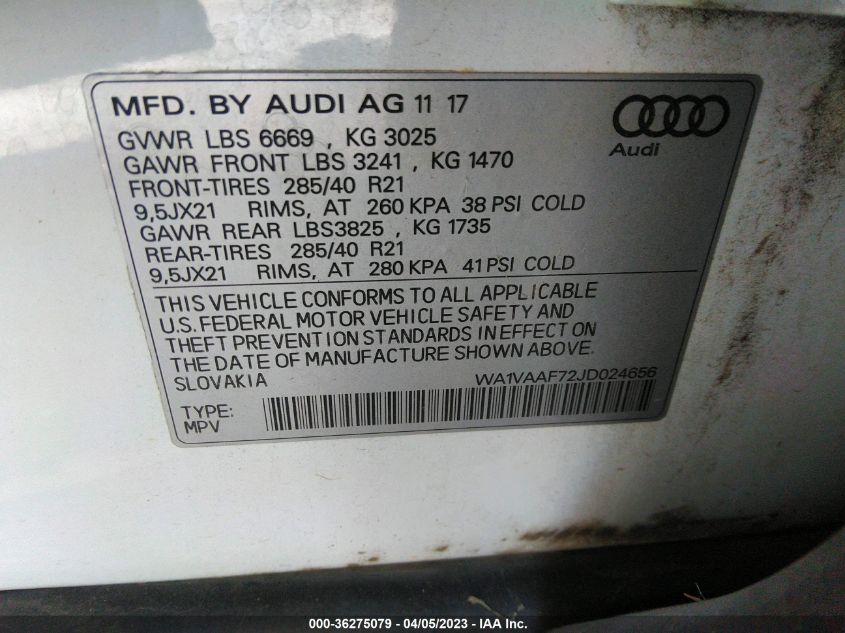 MFD. BY AUDI AG 11 17
Audi
GVWR LBS 6669 , KG 3025
GAWR FRONT LBS 3241 , KG 1470
FRONT-TIRES 285/40 R21
9,5JX21 RIMS, AT 260 KPA 38 PSI COLD
GAWR REAR LBS3825 , KG 1735
REAR-TIRES 285/40 R21
9,5JX21 RIMS, AT 280 KPA 41 PSI COLD
THIS VEHICLE CONFORMS TO ALL APPLICABLE
U.S. FEDERAL MOTOR VEHICLE SAFETY AND
THEFT PREVENTION STANDARDS IN EFFECT ON
THE DATE OF MANUFACTURE SHOWN ABOVE.
SLOVAKIA WA1VAAF72JD024656
TYPE:
MPV
000-36275079 - 04/05/2023 - WWW.IAAI.COM. Inc.